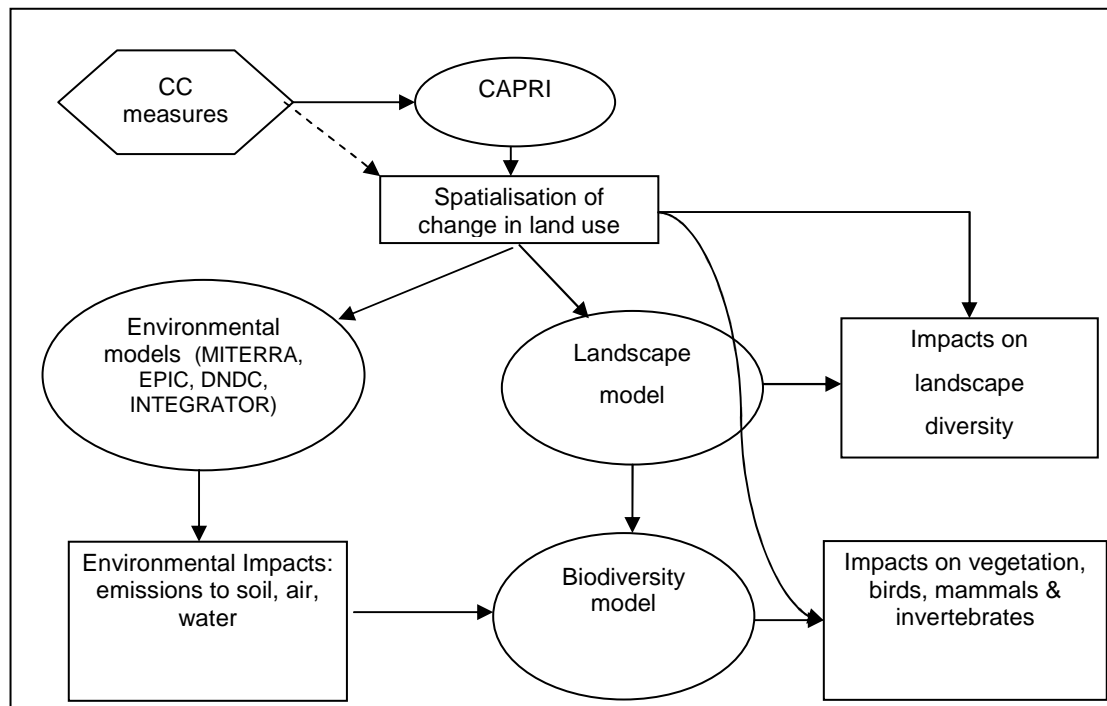 CC
measures
CAPRI
Spatialisation of
change in land use
Environmental
models (MITERRA,
EPIC, DNDC,
INTEGRATOR)
Landscape
model
Impacts on
landscape
diversity
Environmental Impacts:
emissions to soil, air,
water
Biodiversity
model
Impacts on vegetation,
birds, mammals &
invertebrates